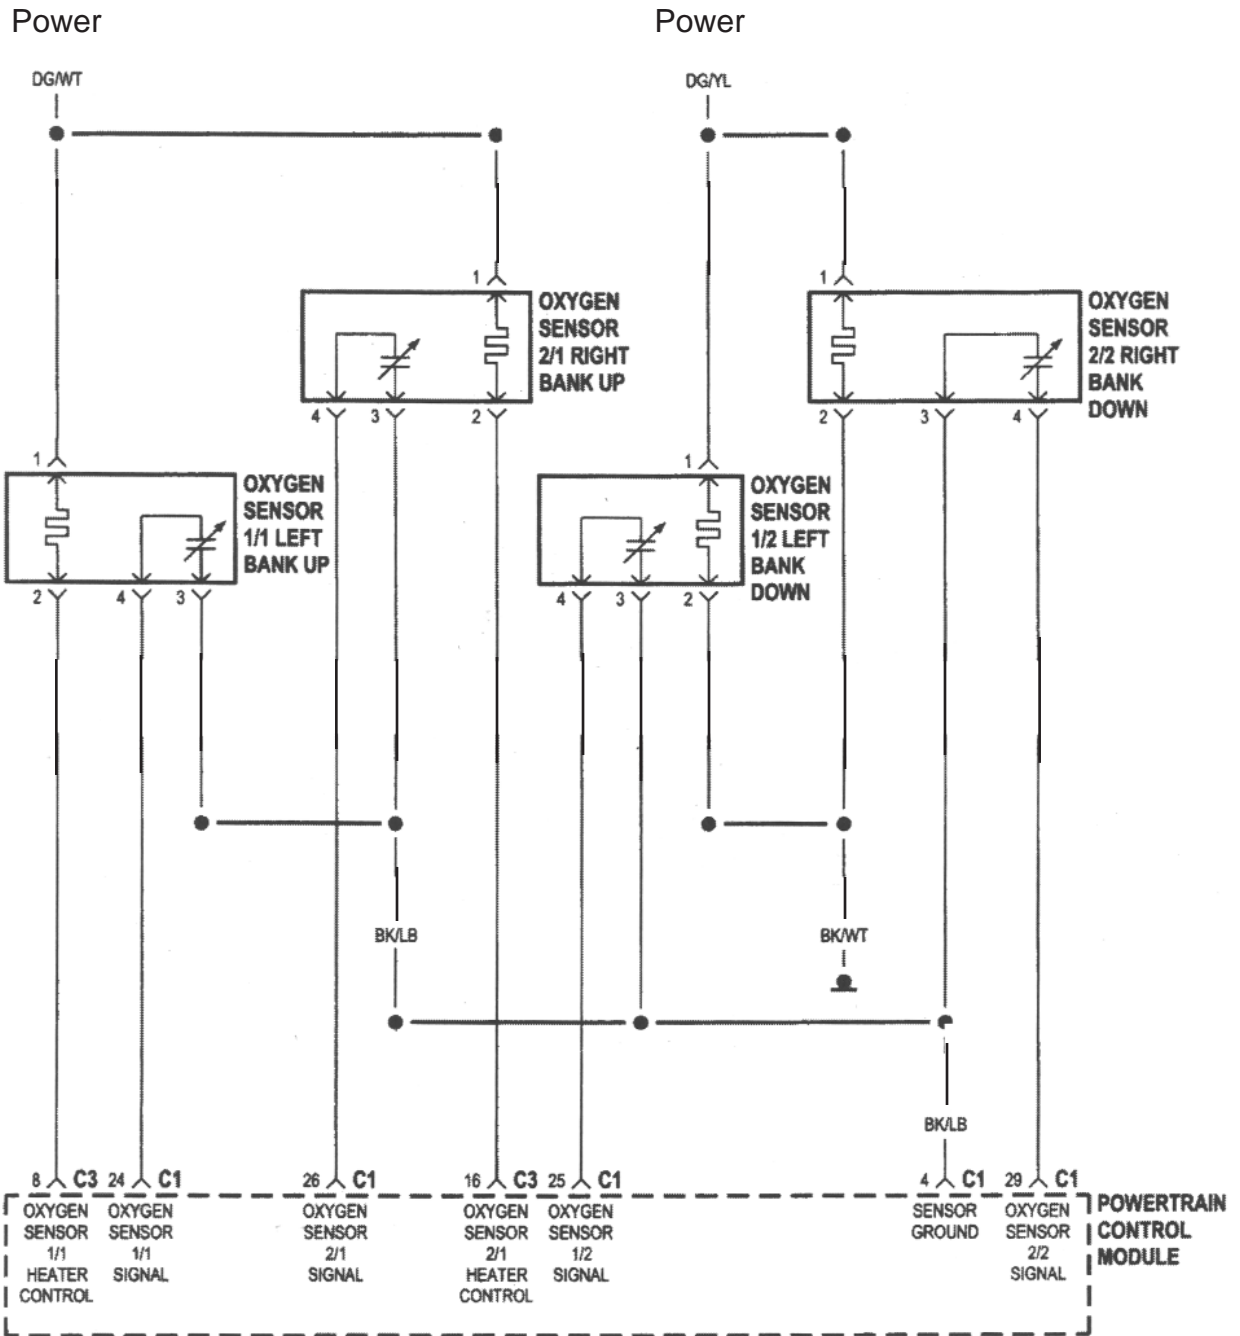 Power
Power
DG/WT
DG/YL
1
1
OXYGEN
SENSOR
2/1 RIGHT
BANK UP
OXYGEN
SENSOR
2/2 RIGHT
BANK
DOWN
4
3
2
2
3
4
1
1
OXYGEN
SENSOR
1/1 LEFT
BANK UP
OXYGEN
SENSOR
1/2 LEFT
BANK
DOWN
2
4
3
4
3
2
BK/LB
BK/WT
BK/LB
8 C3
24 C1
26 C1
16 C3
25 C1
4 C1
29 C1
OXYGEN
SENSOR
1/1
HEATER
CONTROL
OXYGEN
SENSOR
1/1
SIGNAL
OXYGEN
SENSOR
2/1
SIGNAL
OXYGEN
SENSOR
2/1
HEATER
CONTROL
OXYGEN
SENSOR
1/2
SIGNAL
SENSOR
GROUND
OXYGEN
SENSOR
2/2
SIGNAL
POWERTRAIN
CONTROL
MODULE